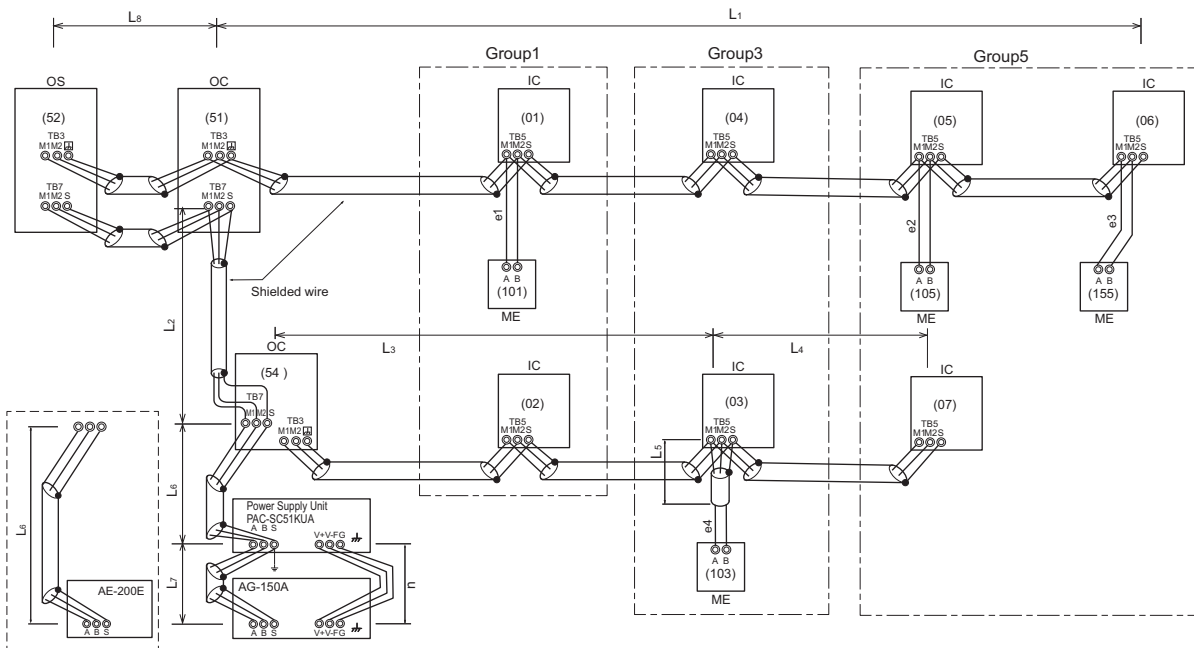 L8
L1
Group1
Group3
Group5
OS
OC
IC
IC
IC
IC
(52)
(51)
(01)
(04)
(05)
(06)
TB3
TB3
TB5
TB5
TB5
TB5
M1M2
M1M2
M1M2S
M1M2S
M1M2S
M1M2S
TB7
TB7
M1M2 S
M1M2 S
e1
e2
e3
A B
A B
A B
(101)
(105)
(155)
ME
ME
ME
Shielded wire
L2
L3
L4
OC
IC
IC
IC
(54 )
(02)
(03)
(07)
TB7
M1M2S
TB3
M1M2
TB5
M1M2S
TB5
M1M2S
TB5
M1M2S
L5
e4
A B
(103)
ME
L6
L6
L7
n
Power Supply Unit
PAC-SC51KUA
A B S
V+V-FG
AG-150A
A B S
V+V-FG
AE-200E
A B S